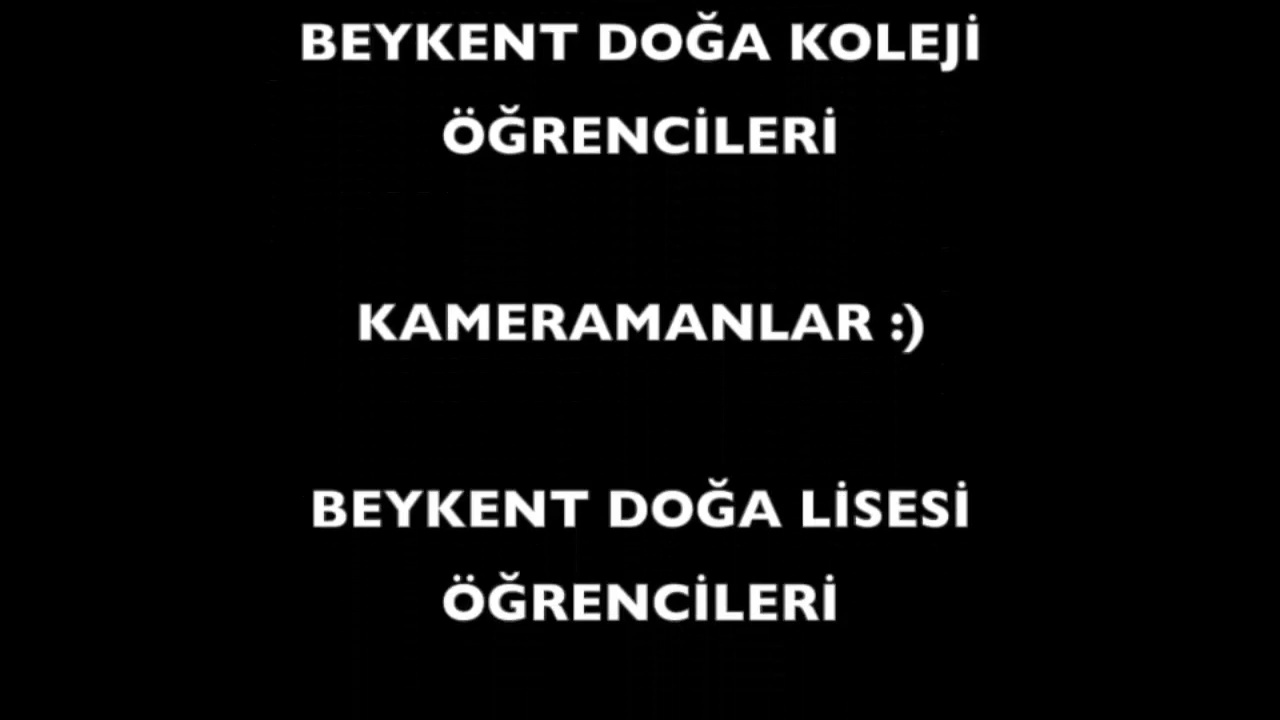 BEYKENT DOĞA KOLEJİ
ÖĞRENCİLERİ
KAMERAMANLAR :)
BEYKENT DOĞA LİSESİ
ÖĞRENCİLERİ